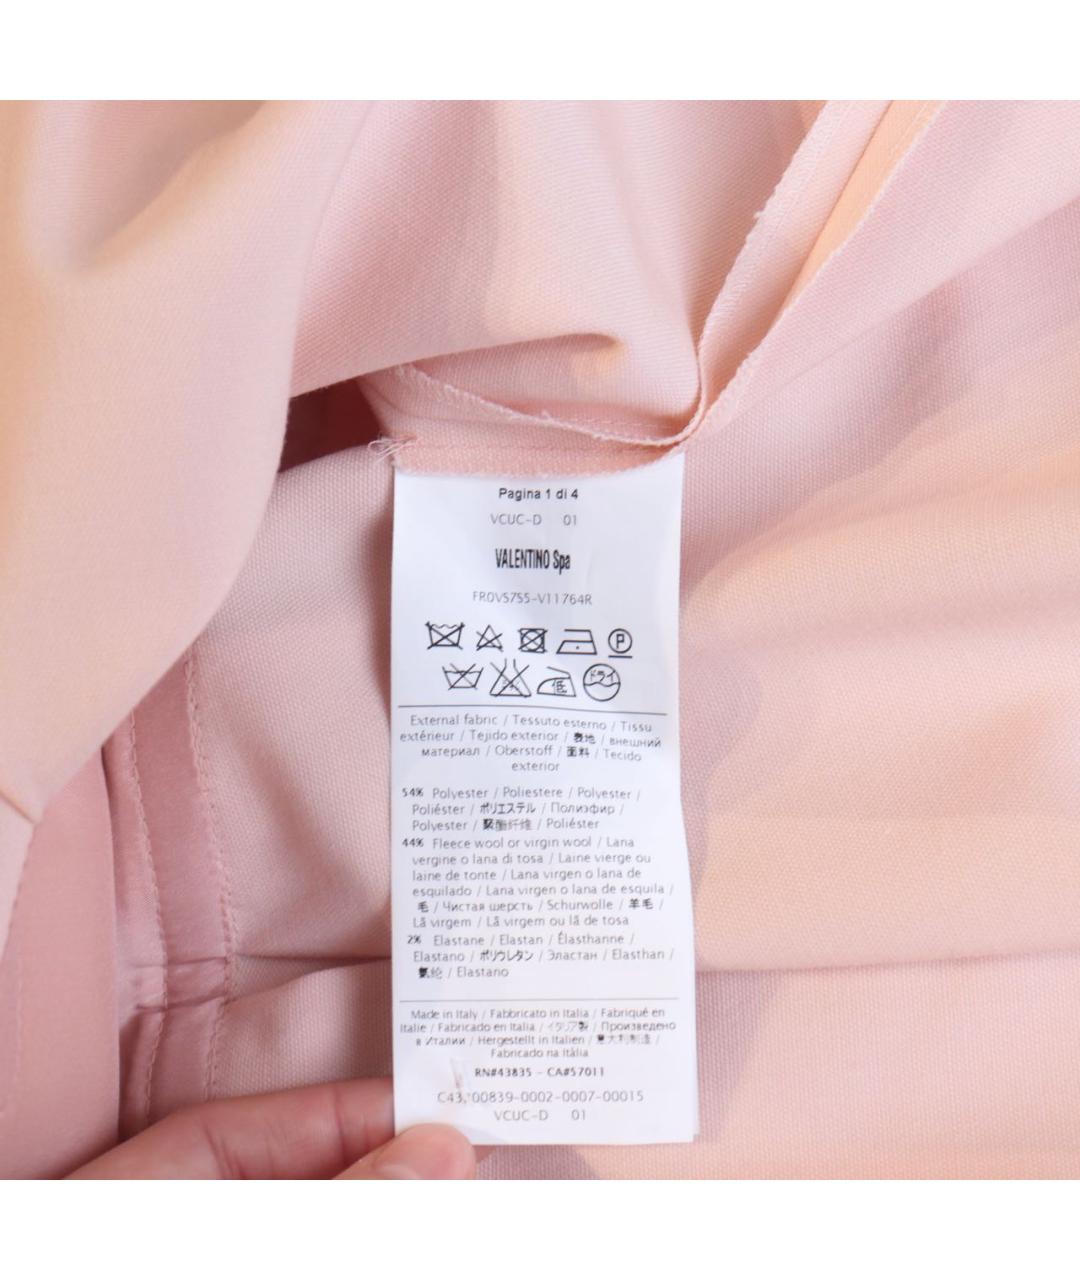 Pagina 1 di 4
VCUC-D 01
VALENTINO Spa
FR0VS7S5-V11764R
P
ドライ
低
External fabric / Tessuto esterno / Tissu
extérieur / Tejido exterior / 表地 / внешний
материал / Oberstoff / 面料 / Tecido
exterior
54% Polyester / Poliestere / Polyester /
Poliéster / ポリエステル / Полиэфир /
Polyester / 聚酯纤维 / Poliéster
44% Fleece wool or virgin wool / Lana
vergine o lana di tosa / Laine vierge ou
laine de tonte / Lana virgen o lana de
esquilado / Lana virgen o lana de esquila /
毛 / Чистая шерсть / Schurwolle / 羊毛 /
Lã virgem / Lã virgem ou lã de tosa
2% Elastane / Elastan / Élasthanne /
Elastano / ポリウレタン / Эластан / Elasthan /
氨纶 / Elastano
Made in Italy / Fabbricato in Italia / Fabriqué en
Italie / Fabricado en Italia / イタリア製 / Произведено
в Италии / Hergestellt in Italien / 意大利制造 /
Fabricado na Itália
RN#43835 - CA#57011
C43, 00839-0002-0007-00015
VCUC-D 01